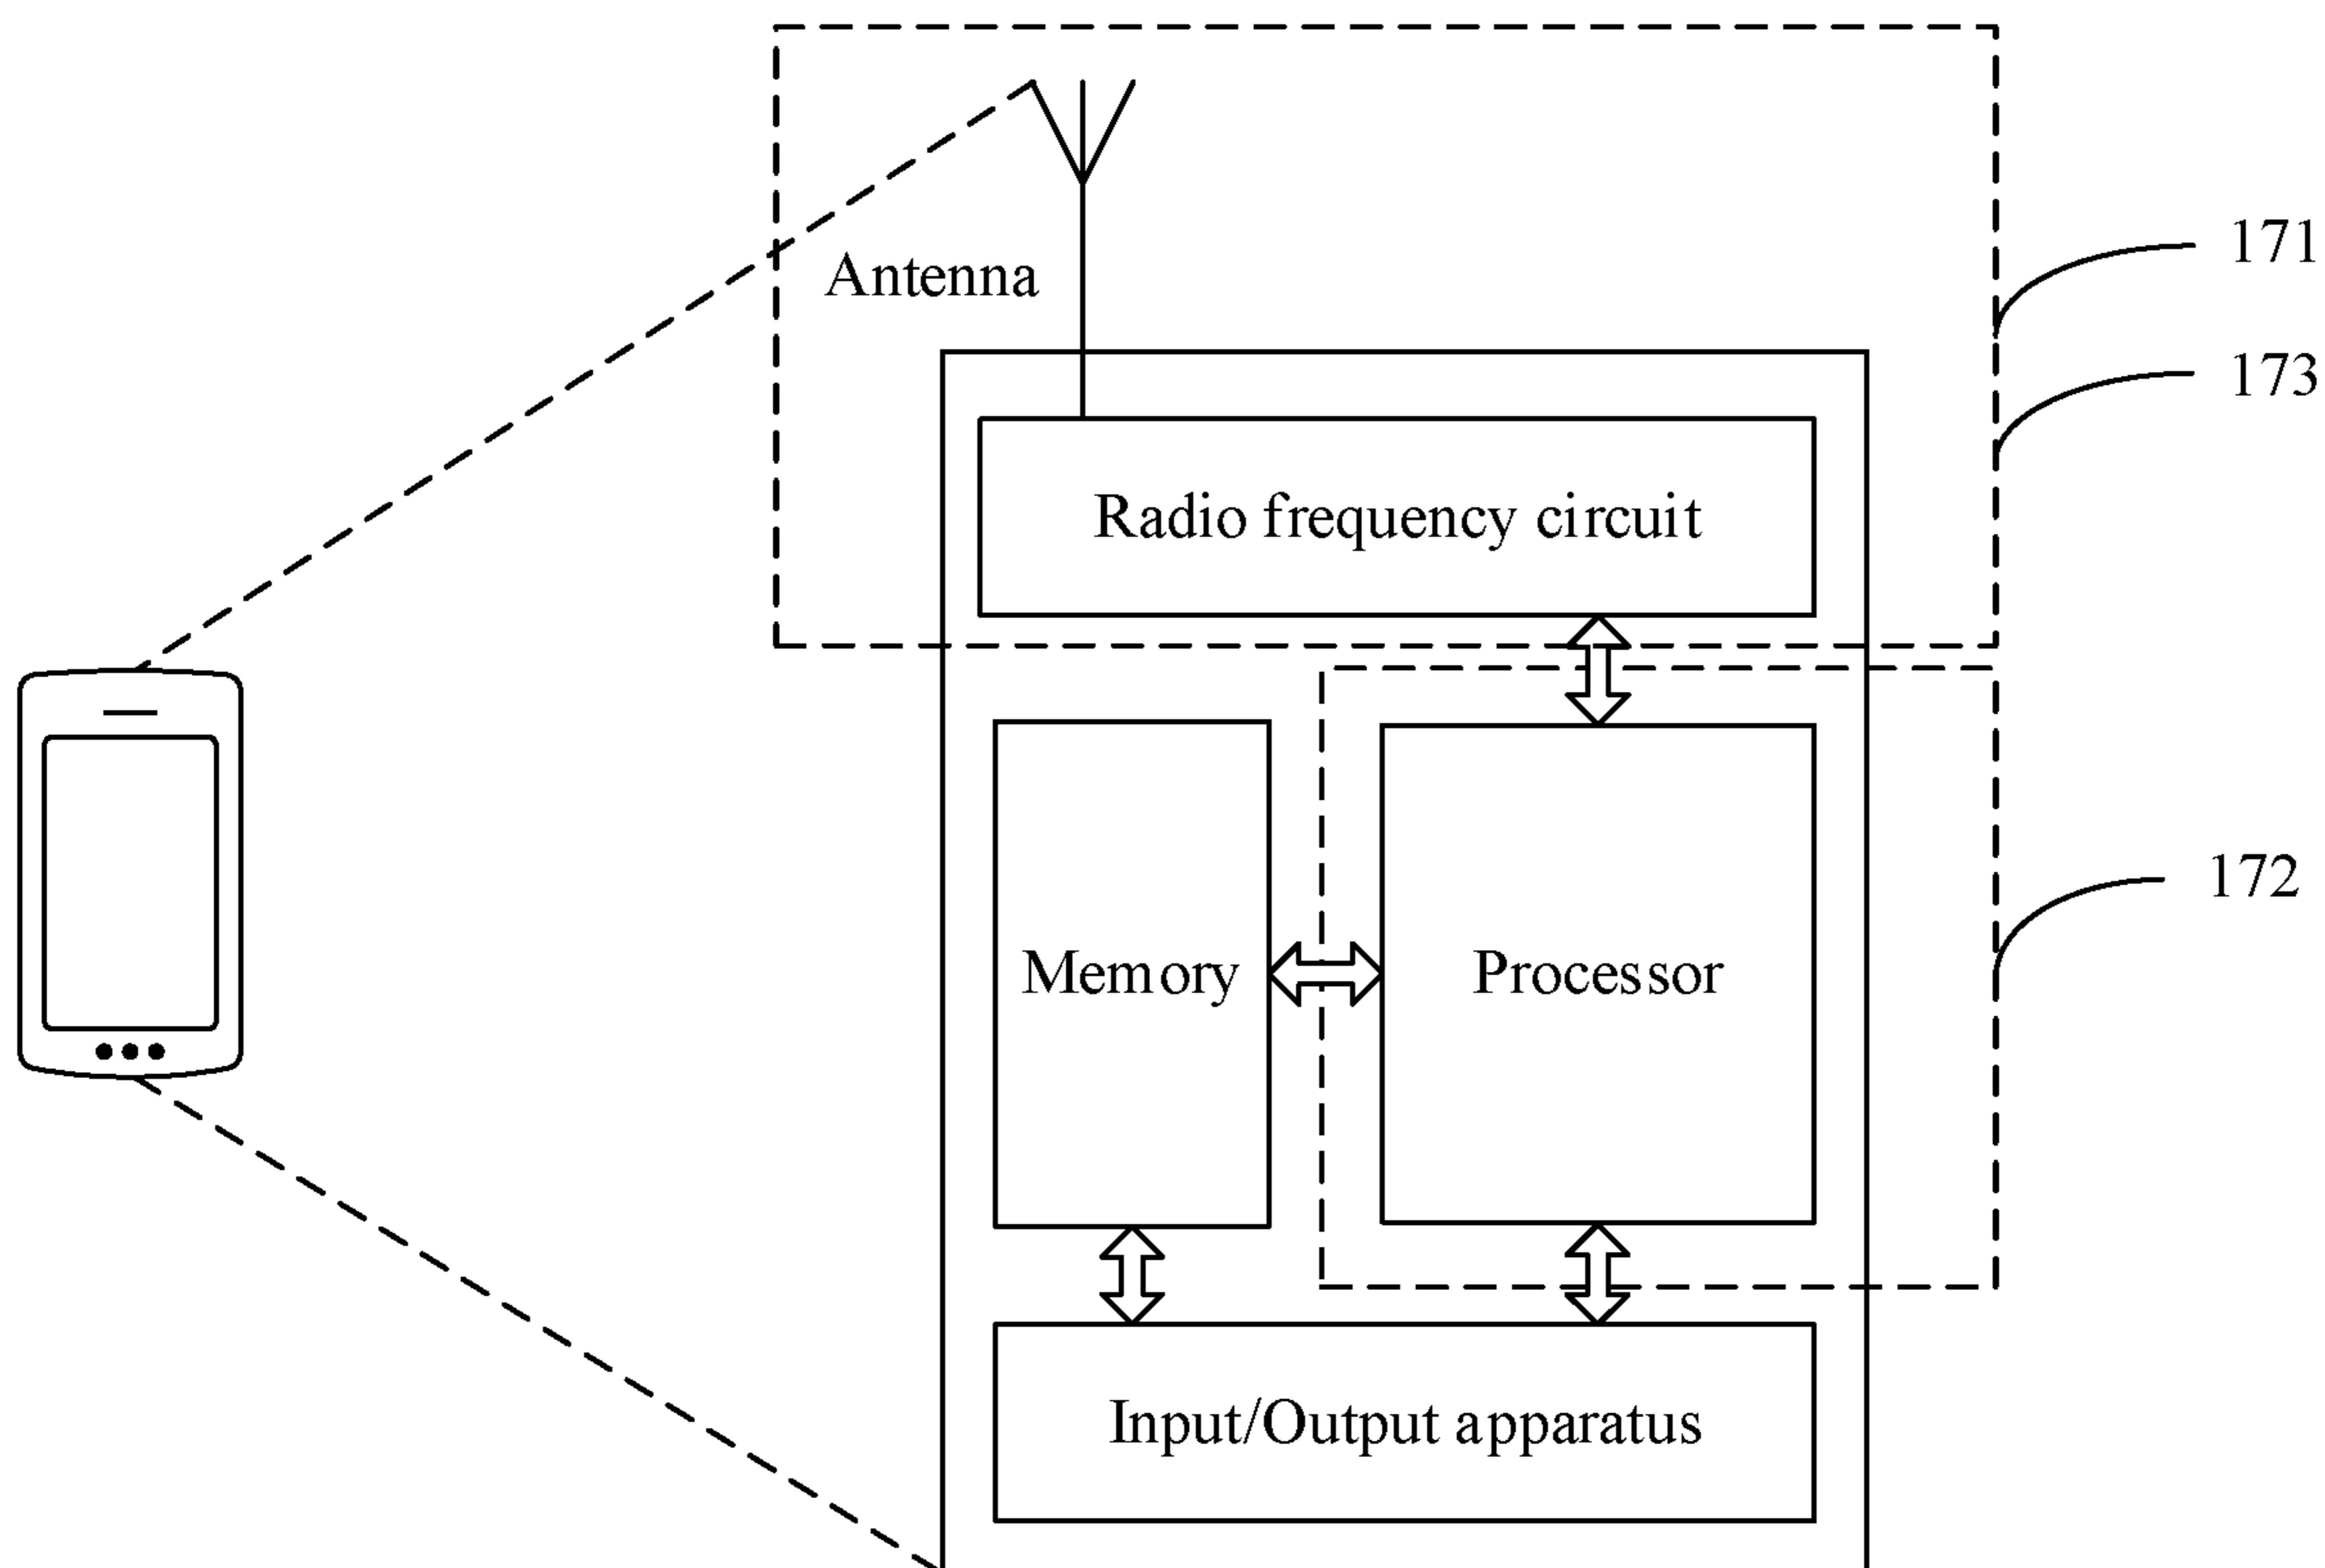 171
Antenna
173
Radio frequency circuit
172
Memory
Processor
Input/Output apparatus